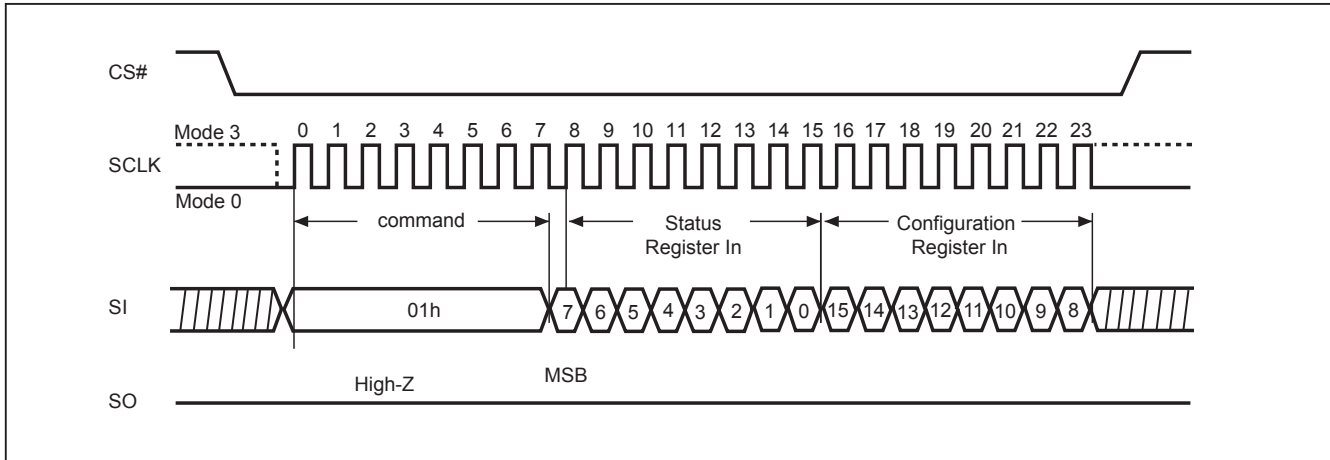 CS#
Mode 3
0 1 2 3 4 5 6 7 8 9 10 11 12 13 14 15 16 17 18 19 20 21 22 23
SCLK
Mode 0
command
Status
Register In
Configuration
Register In
SI
01h
7 6 5 4 3 2 1 0 15 14 13 12 11 10 9 8
High-Z
MSB
SO